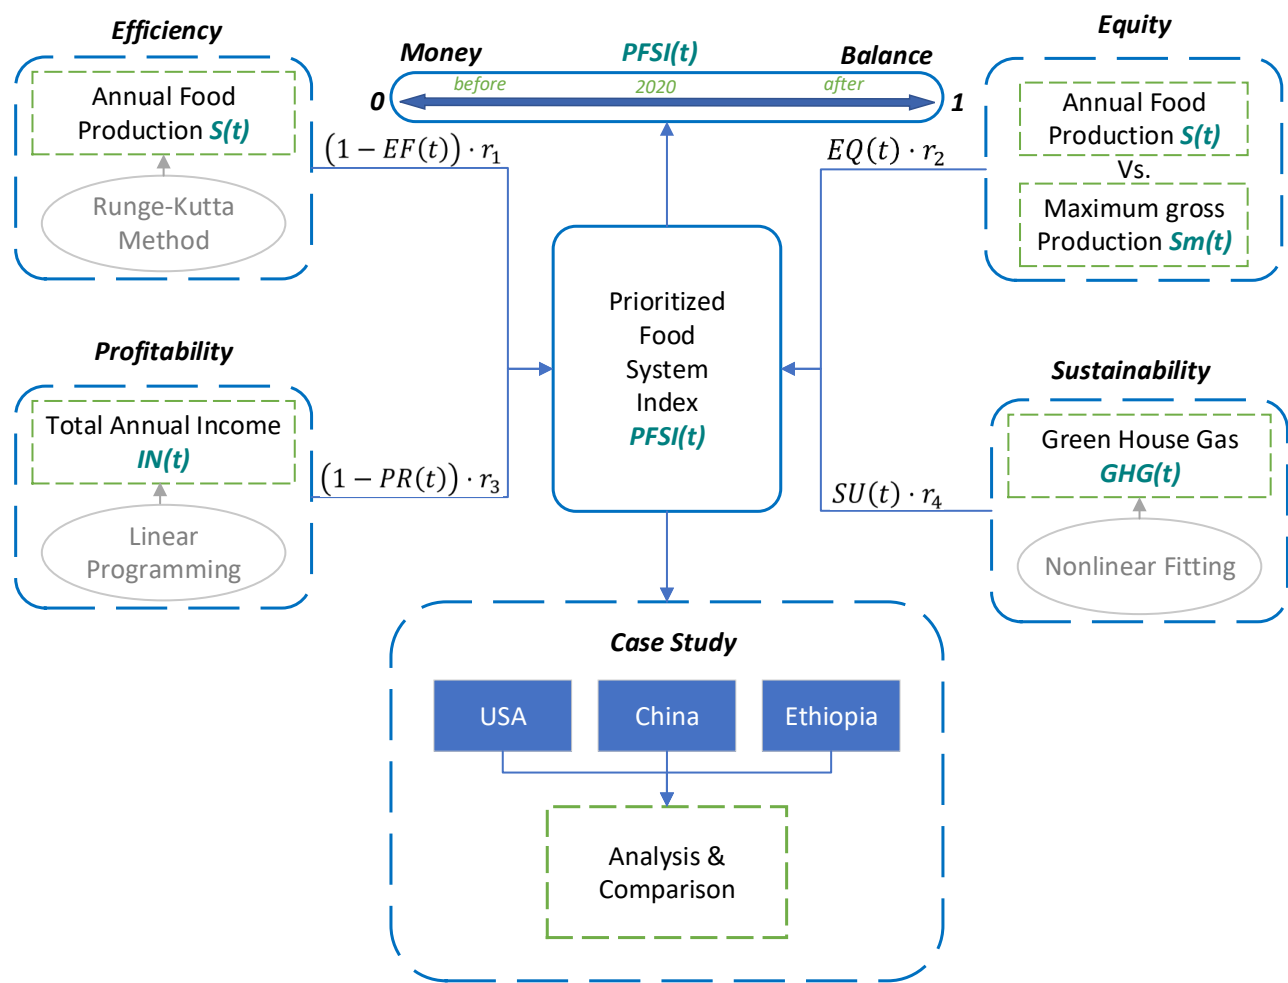 Efficiency
Annual Food
Production S(t)
Runge-Kutta
Method
Money
PFSI(t)
Balance
before
2020
after
0
1
Equity
Annual Food
Production S(t)
Vs.
Maximum gross
Production Sm(t)
(1 − EF(t)) · r₁
EQ(t) · r₂
Prioritized
Food
System
Index
PFSI(t)
Profitability
Total Annual Income
IN(t)
Linear
Programming
(1 − PR(t)) · r₃
SU(t) · r₄
Sustainability
Green House Gas
GHG(t)
Nonlinear Fitting
Case Study
USA
China
Ethiopia
Analysis &
Comparison